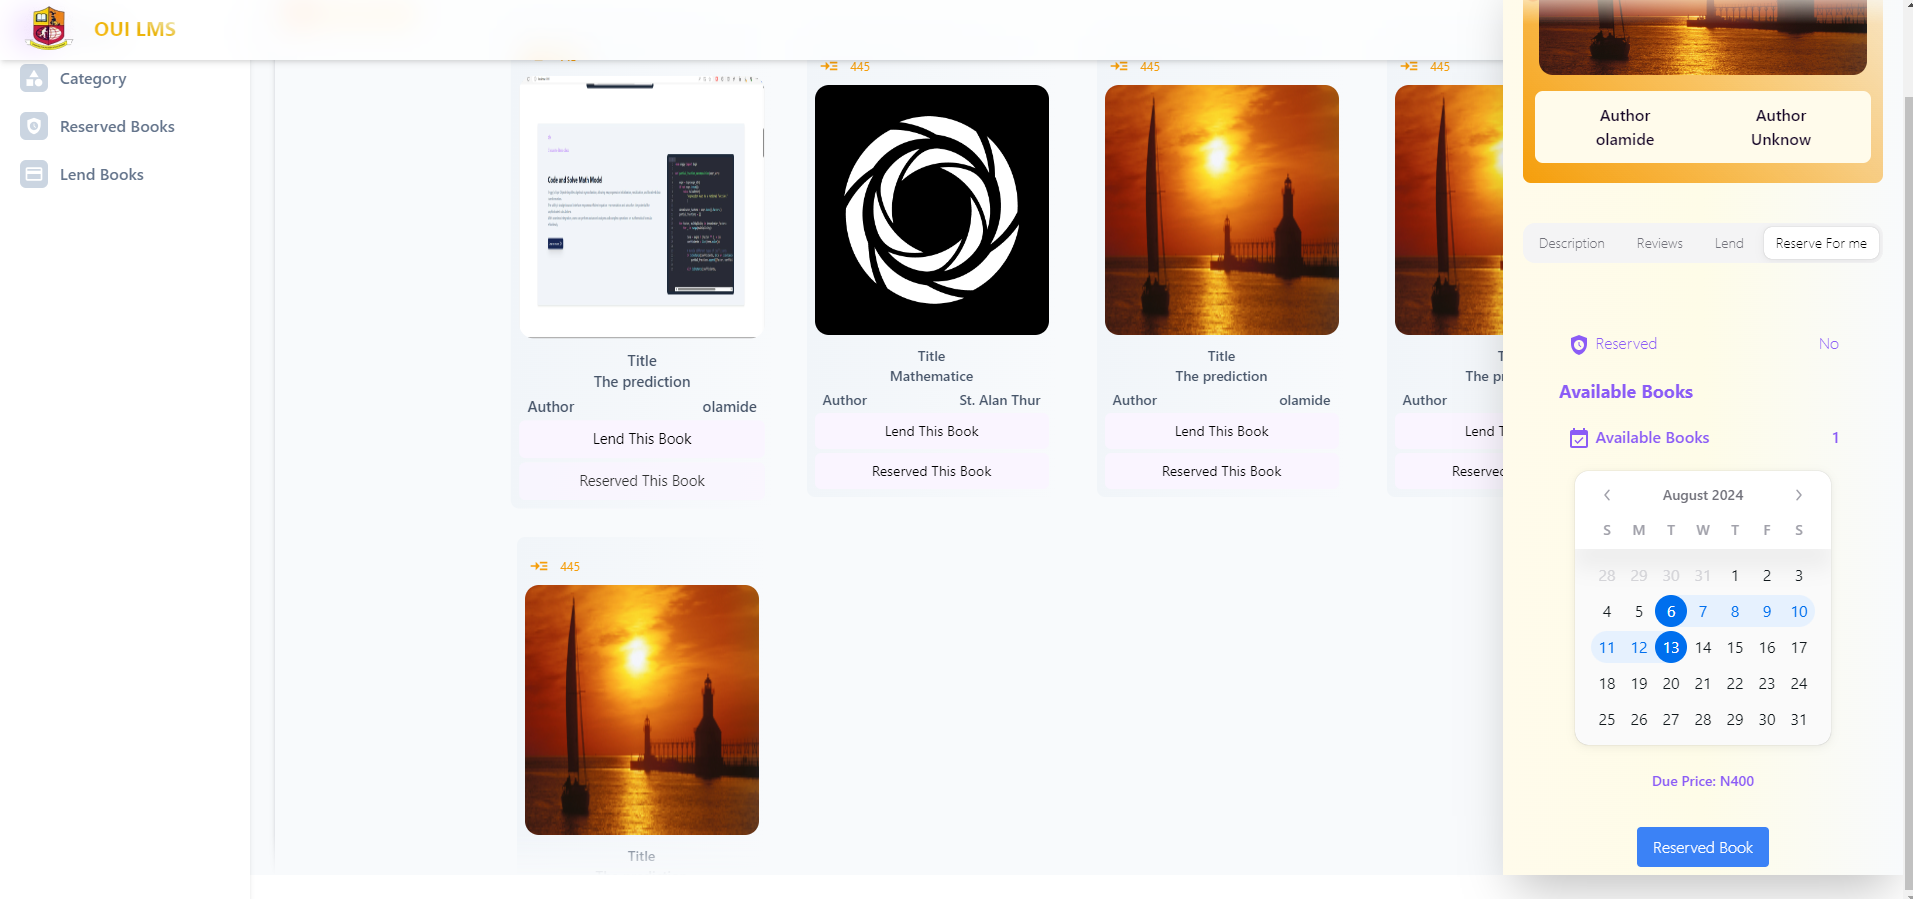 OUI LMS
Category
Reserved Books
Lend Books
Code and Solve Math Model
Title
The prediction
Author olamide
Lend This Book
Reserved This Book
445
Title
Mathematice
Author St. Alan Thur
Lend This Book
Reserved This Book
445
Title
The prediction
Author olamide
Lend This Book
Reserved This Book
445
Author
Lend
445
Title
Author Author
olamide Unknow
Description Reviews Lend Reserve For me
Reserved No
Available Books
Available Books 1
August 2024
S M T W T F S
28 29 30 31 1 2 3
4 5 6 7 8 9 10
11 12 13 14 15 16 17
18 19 20 21 22 23 24
25 26 27 28 29 30 31
Due Price: N400
Reserved Book